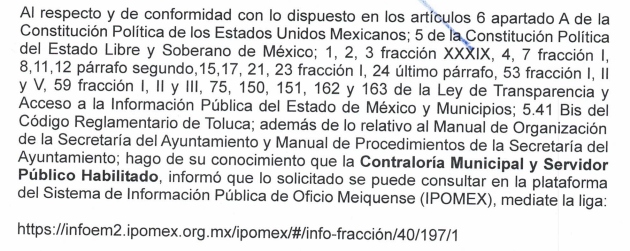 Al respecto y de conformidad con lo dispuesto en los artículos 6 apartado A de la
Constitución Política de los Estados Unidos Mexicanos; 5 de la Constitución Política
del Estado Libre y Soberano de México; 1, 2, 3 fracción XXXIX, 4, 7 fracción I,
8,11,12 párrafo segundo,15,17, 21, 23 fracción I, 24 último párrafo, 53 fracción I, II
y V, 59 fracción I, II y III, 75, 150, 151, 162 y 163 de la Ley de Transparencia y
Acceso a la Información Pública del Estado de México y Municipios; 5.41 Bis del
Código Reglamentario de Toluca; además de lo relativo al Manual de Organización
de la Secretaría del Ayuntamiento y Manual de Procedimientos de la Secretaría del
Ayuntamiento; hago de su conocimiento que la Contraloría Municipal y Servidor
Público Habilitado, informó que lo solicitado se puede consultar en la plataforma
del Sistema de Información Pública de Oficio Meiquense (IPOMEX), mediate la liga:
https://infoem2.ipomex.org.mx/ipomex/#/info-fracción/40/197/1